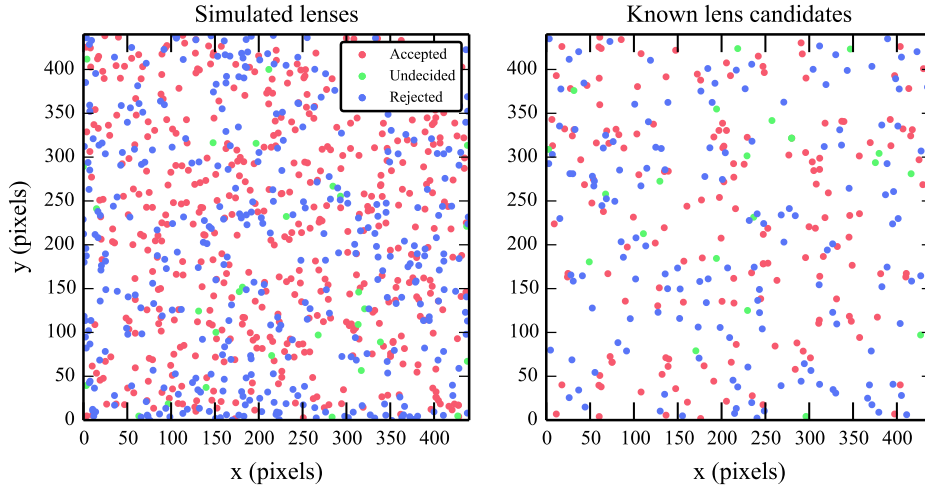 Simulated lenses
Known lens candidates
Accepted
Undecided
Rejected
y (pixels)
400
350
300
250
200
150
100
50
0
0 50 100 150 200 250 300 350 400
x (pixels)
400
350
300
250
200
150
100
50
0
0 50 100 150 200 250 300 350 400
x (pixels)